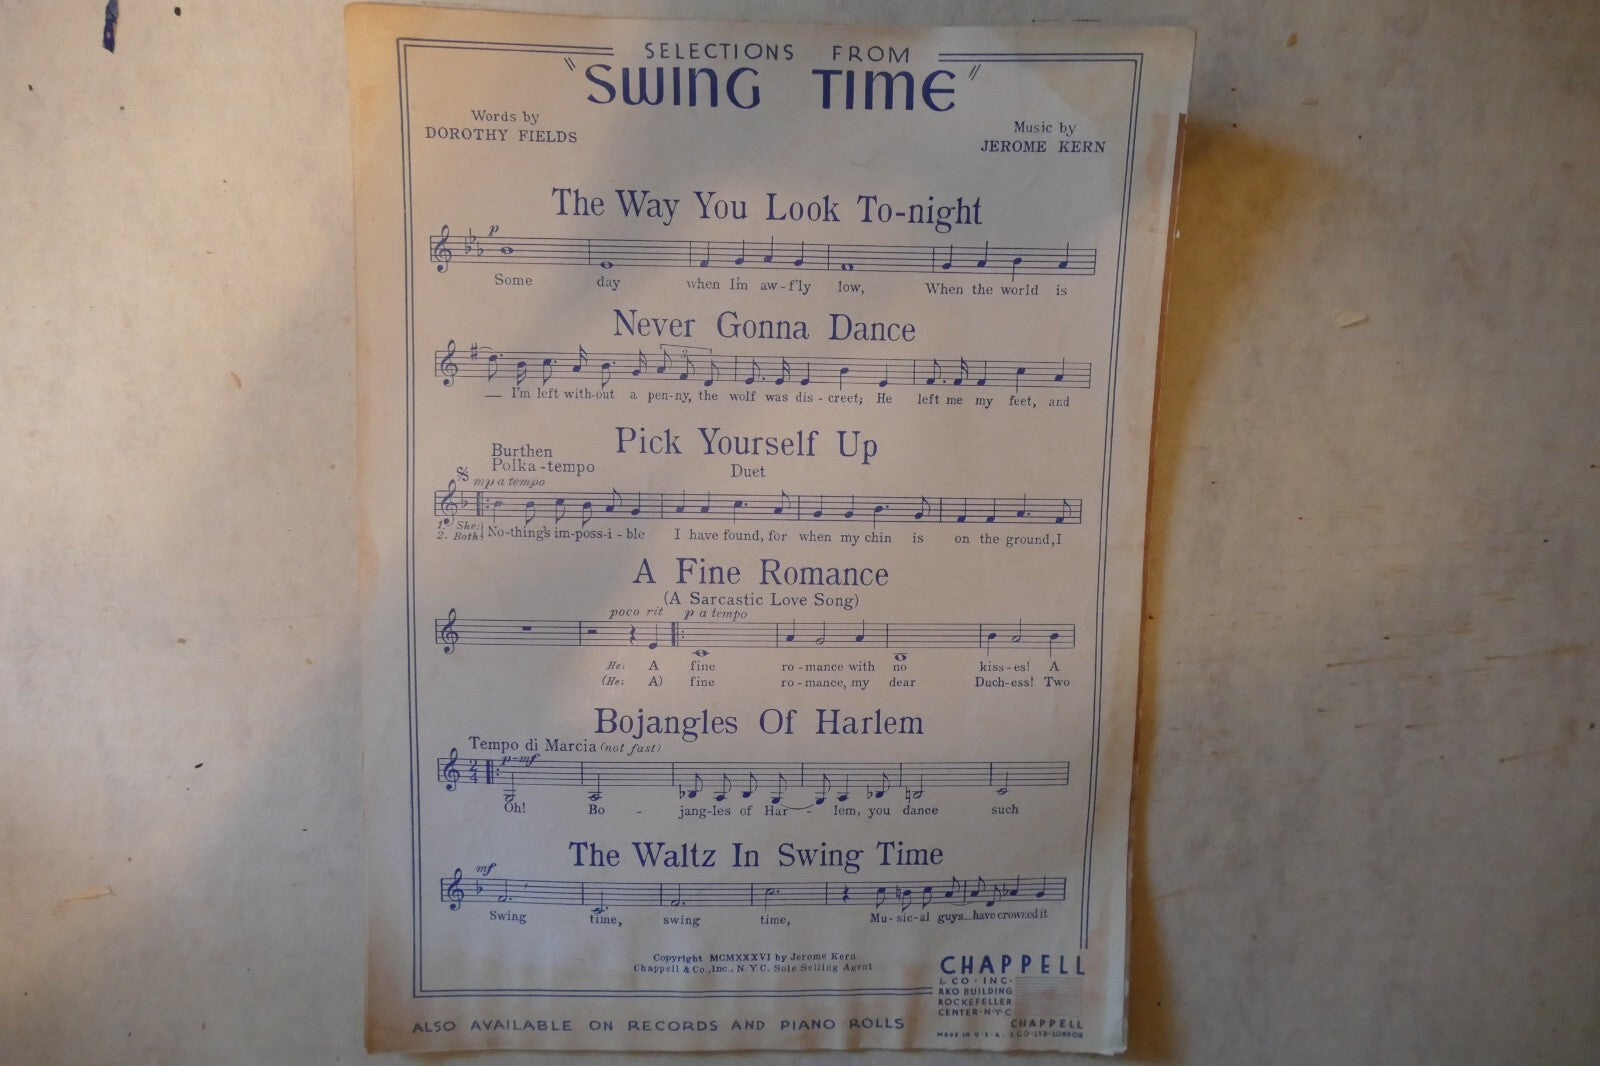 SELECTIONS FROM
"SWING TIME"
Words by
DOROTHY FIELDS
Music by
JEROME KERN
The Way You Look To-night
p
Some day when I'm aw-f'ly low, When the world is
Never Gonna Dance
3
I'm left with-out a pen-ny, the wolf was dis-creet; He left me my feet, and
Pick Yourself Up
Burthen
Polka-tempo
Duet
mp a tempo
1. She:
2. Both:
No-thing's im-poss-i-ble I have found, for when my chin is on the ground, I
A Fine Romance
(A Sarcastic Love Song)
poco rit p a tempo
He: A fine ro-mance with no kiss-es! A
(He: A) fine ro-mance, my dear Duch-ess! Two
Bojangles Of Harlem
Tempo di Marcia (not fast)
p-mf
2
4
Oh! Bo - jang-les of Har - lem, you dance such
The Waltz In Swing Time
mf
Swing time, swing time, Mu-sic-al guys have crowned it
Copyright MCMXXXVI by Jerome Kern
Chappell & Co., Inc., N.Y.C. Sole Selling Agent
CHAPPELL
& CO · INC ·
RKO BUILDING
ROCKEFELLER
CENTER · N·Y·C
CHAPPELL
MADE IN U·S·A· & CO·LTD·LONDON
ALSO AVAILABLE ON RECORDS AND PIANO ROLLS